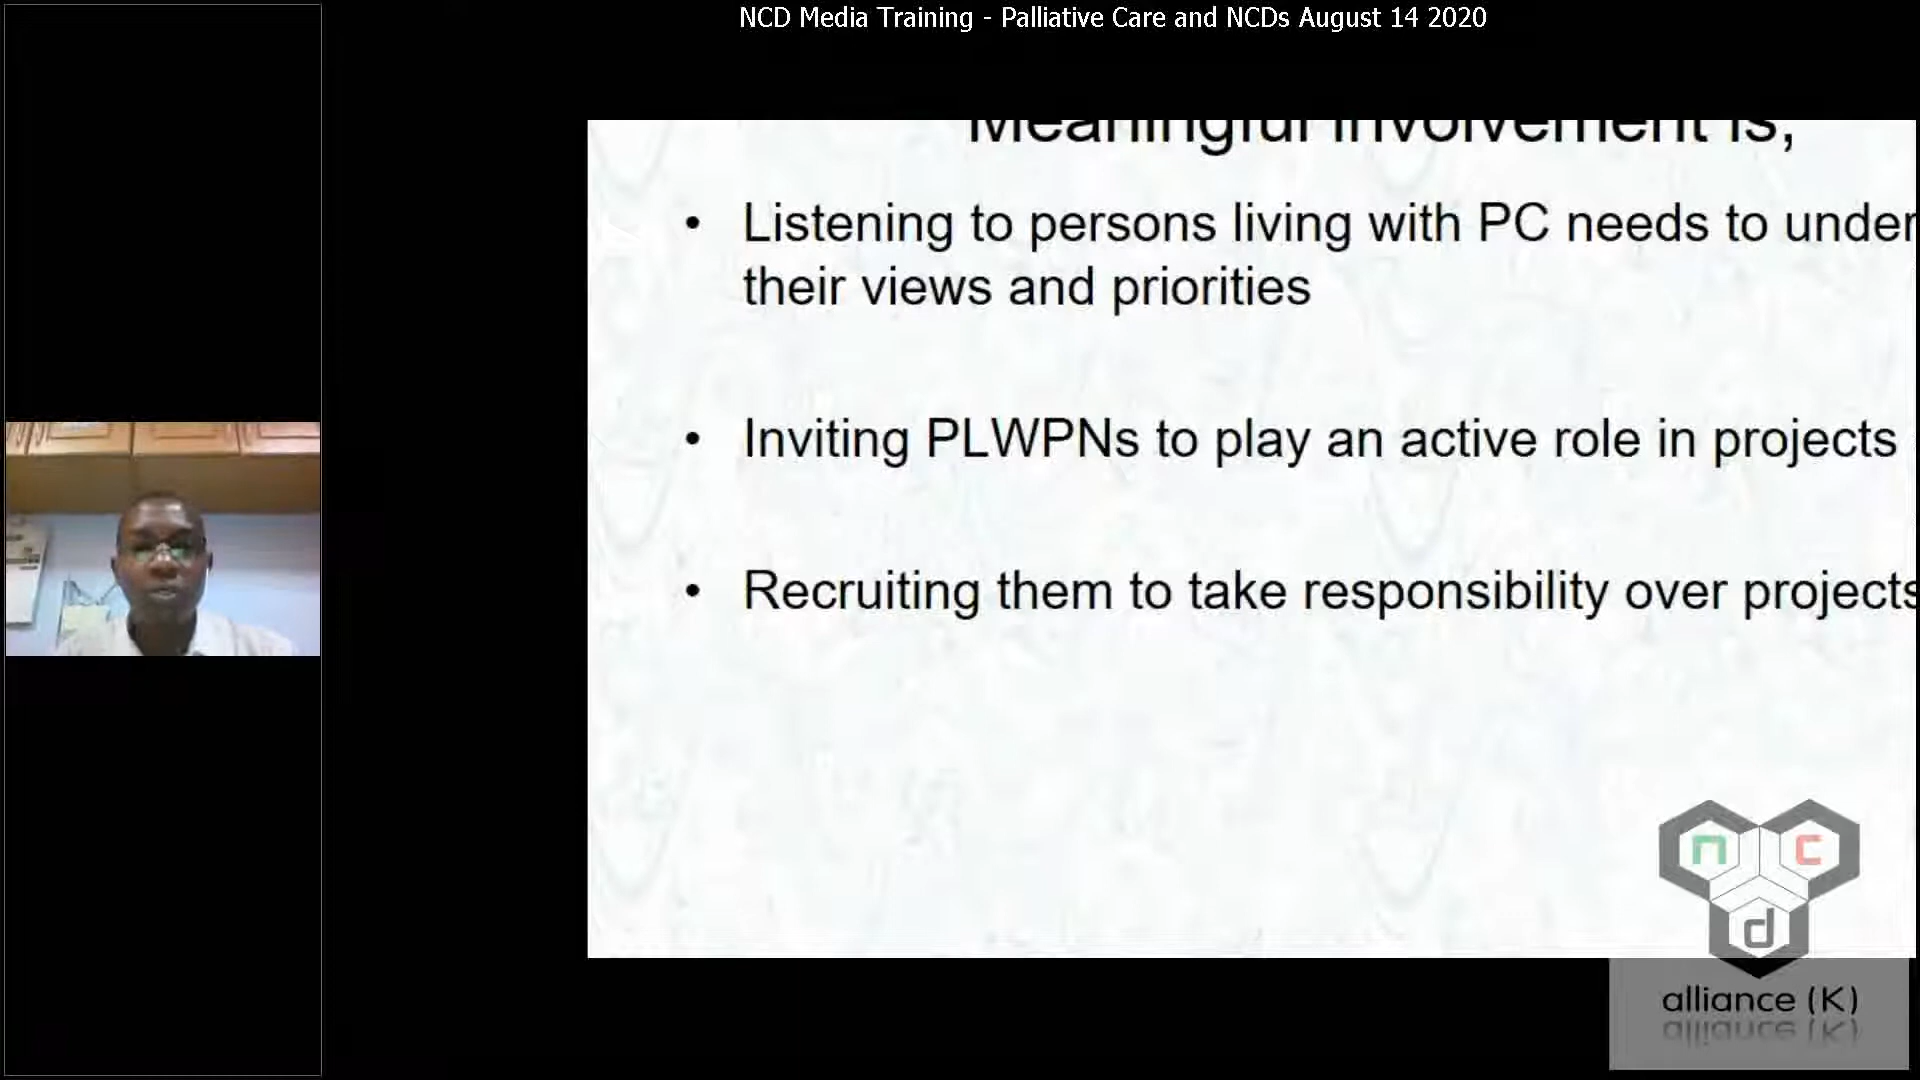 NCD Media Training - Palliative Care and NCDs August 14 2020
Meaningful involvement is,
• Listening to persons living with PC needs to under
their views and priorities
• Inviting PLWPNs to play an active role in projects
• Recruiting them to take responsibility over projects
n c
d
alliance (K)